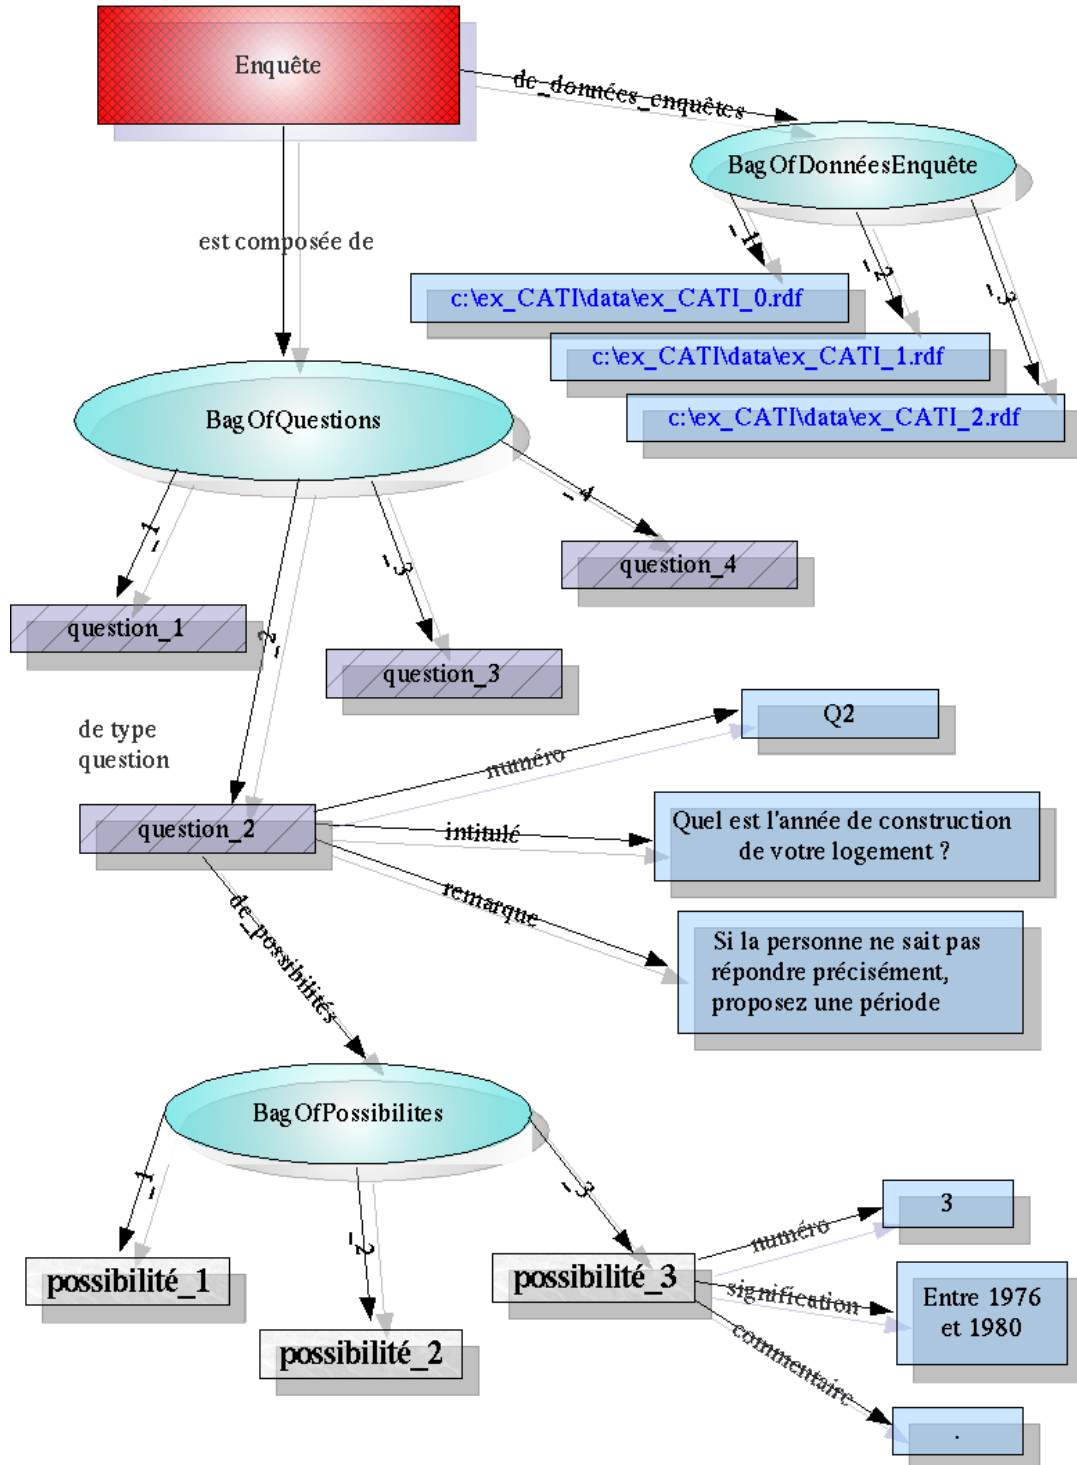 Enquête
de_données_enquêtes
BagOfDonnéesEnquête
est composée de
_1
_2
_3
c:\ex_CATI\data\ex_CATI_0.rdf
c:\ex_CATI\data\ex_CATI_1.rdf
c:\ex_CATI\data\ex_CATI_2.rdf
BagOfQuestions
_1
_2
_3
_4
question_4
question_1
question_3
de type
question
question_2
numéro
Q2
intitulé
Quel est l'année de construction
de votre logement ?
remarque
Si la personne ne sait pas
répondre précisément,
proposez une période
de_possibilités
BagOfPossibilites
_1
_2
_3
possibilité_1
possibilité_2
possibilité_3
numéro
3
signification
Entre 1976
et 1980
commentaire
.